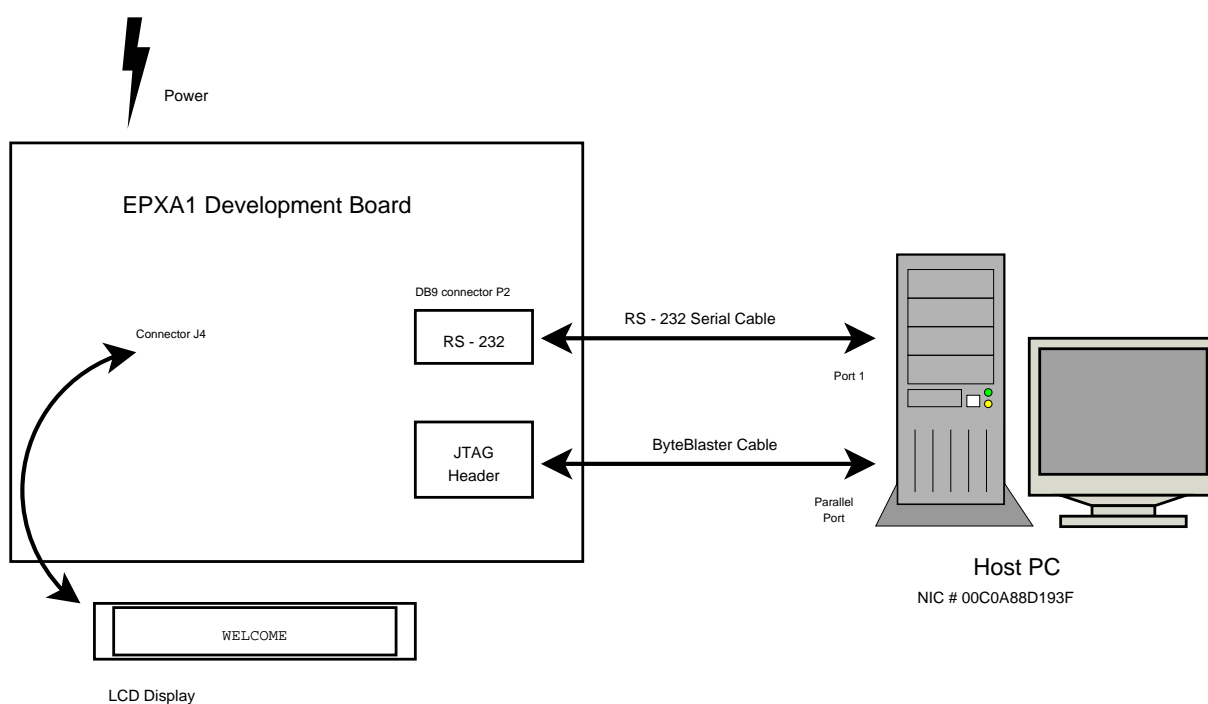 Power
EPXA1 Development Board
DB9 connector P2
RS - 232
Connector J4
RS - 232 Serial Cable
Port 1
JTAG
Header
ByteBlaster Cable
Parallel
Port
Host PC
NIC # 00C0A88D193F
WELCOME
LCD Display